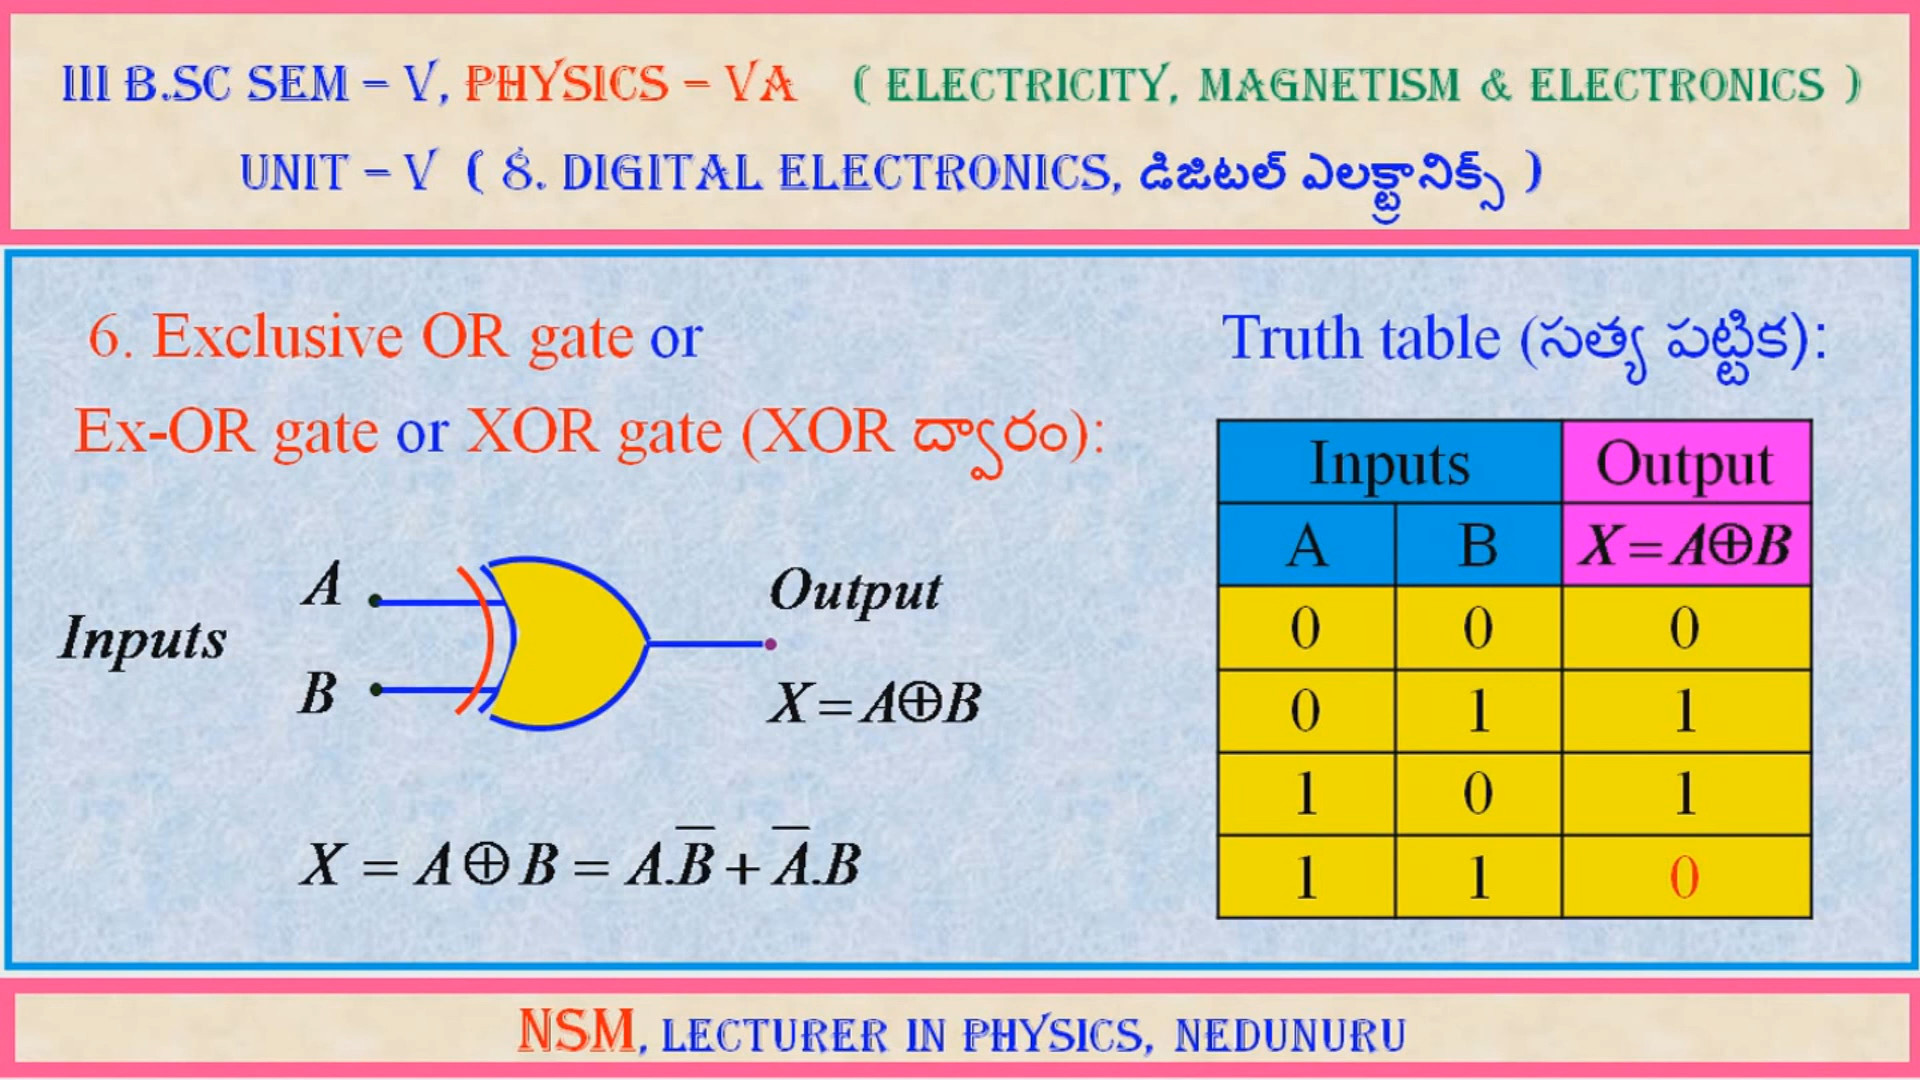 III B.SC SEM – V, PHYSICS – VA ( ELECTRICITY, MAGNETISM & ELECTRONICS )
UNIT – V ( 8. DIGITAL ELECTRONICS, డిజిటల్ ఎలక్ట్రానిక్స్ )
6. Exclusive OR gate or
Ex-OR gate or XOR gate (XOR ద్వారం):
Inputs
A
B
Output
X = A⊕B
X = A ⊕ B = A.B̅ + A̅.B
Truth table (సత్య పట్టిక):
Inputs Output
A B X = A⊕B
0 0 0
0 1 1
1 0 1
1 1 0
NSM, LECTURER IN PHYSICS, NEDUNURU